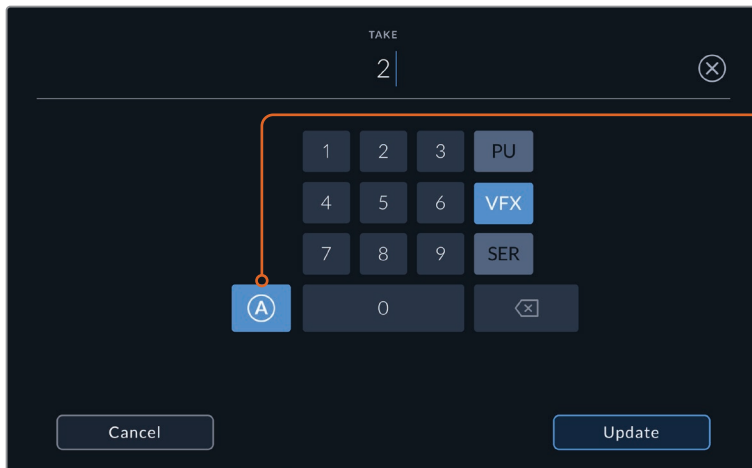 TAKE
2
1 2 3 PU
4 5 6 VFX
7 8 9 SER
A 0
Cancel Update